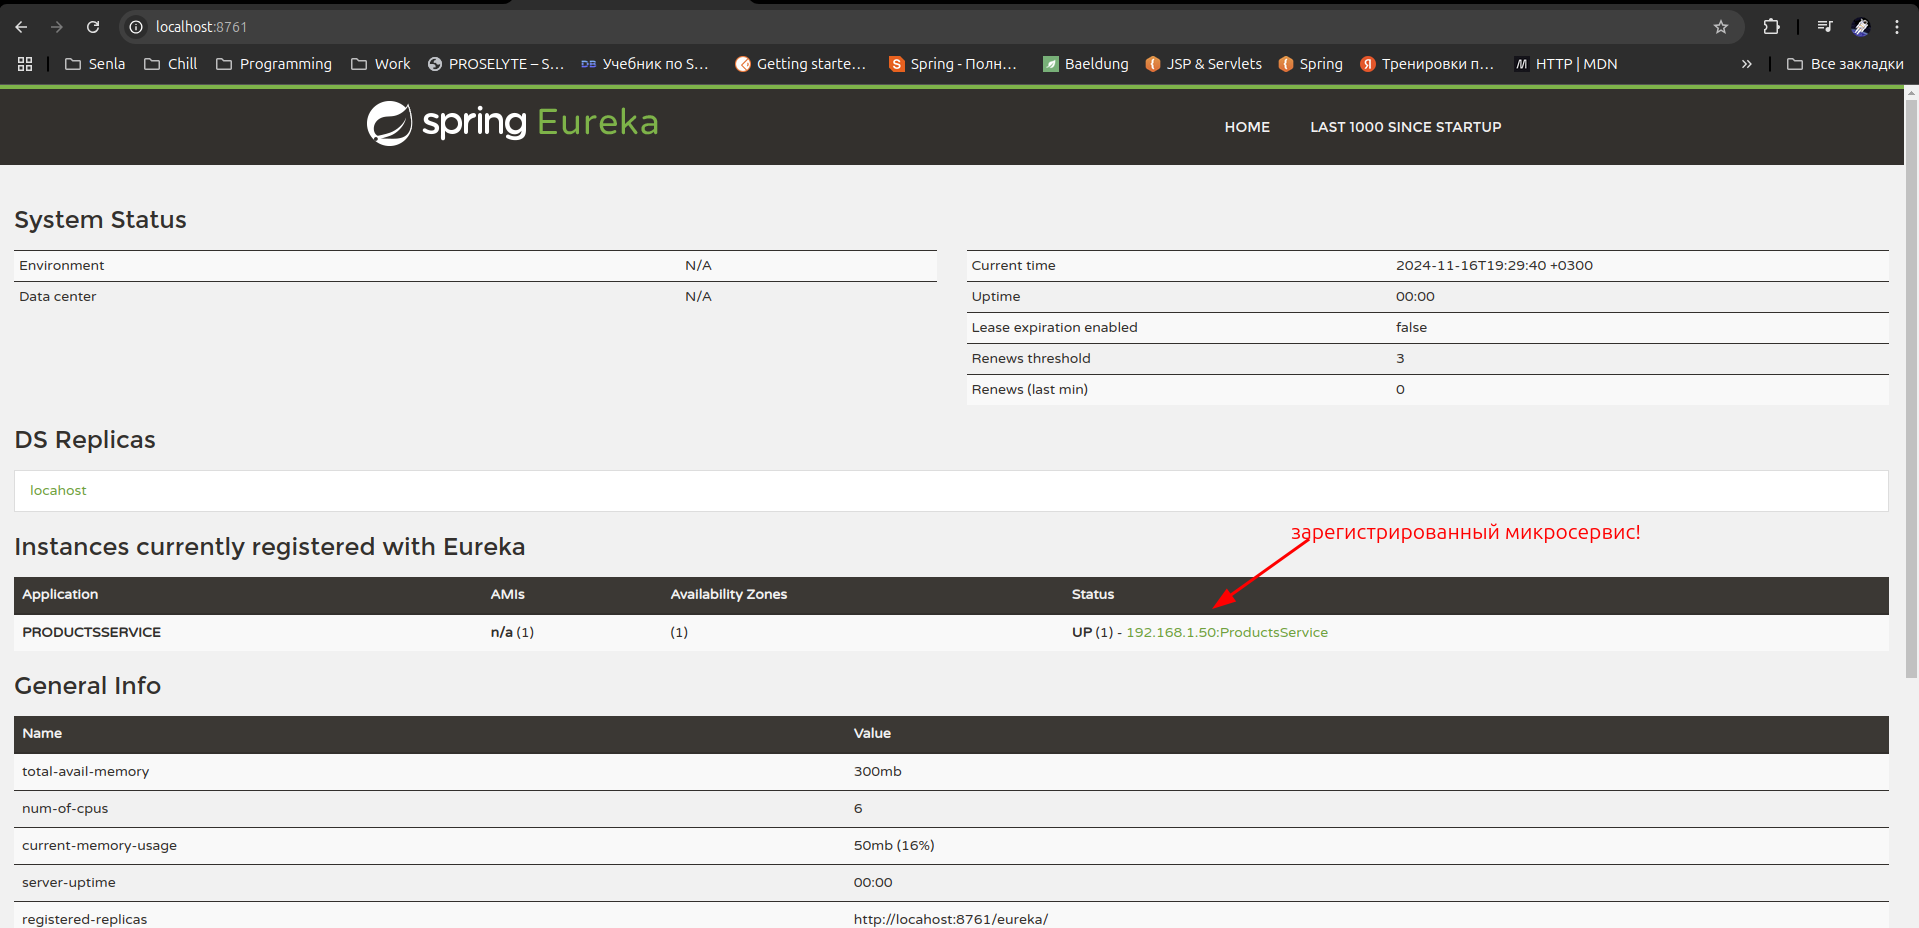 localhost:8761
Senla Chill Programming Work PROSELYTE – S... Учебник по S... Getting starte... Spring - Полн... Baeldung JSP & Servlets Spring Тренировки п... HTTP | MDN » Все закладки
spring Eureka HOME LAST 1000 SINCE STARTUP
System Status
Environment N/A
Data center N/A
Current time 2024-11-16T19:29:40 +0300
Uptime 00:00
Lease expiration enabled false
Renews threshold 3
Renews (last min) 0
DS Replicas
locahost
зарегистрированный микросервис!
Instances currently registered with Eureka
Application AMIs Availability Zones Status
PRODUCTSSERVICE n/a (1) (1) UP (1) - 192.168.1.50:ProductsService
General Info
Name Value
total-avail-memory 300mb
num-of-cpus 6
current-memory-usage 50mb (16%)
server-uptime 00:00
registered-replicas http://locahost:8761/eureka/